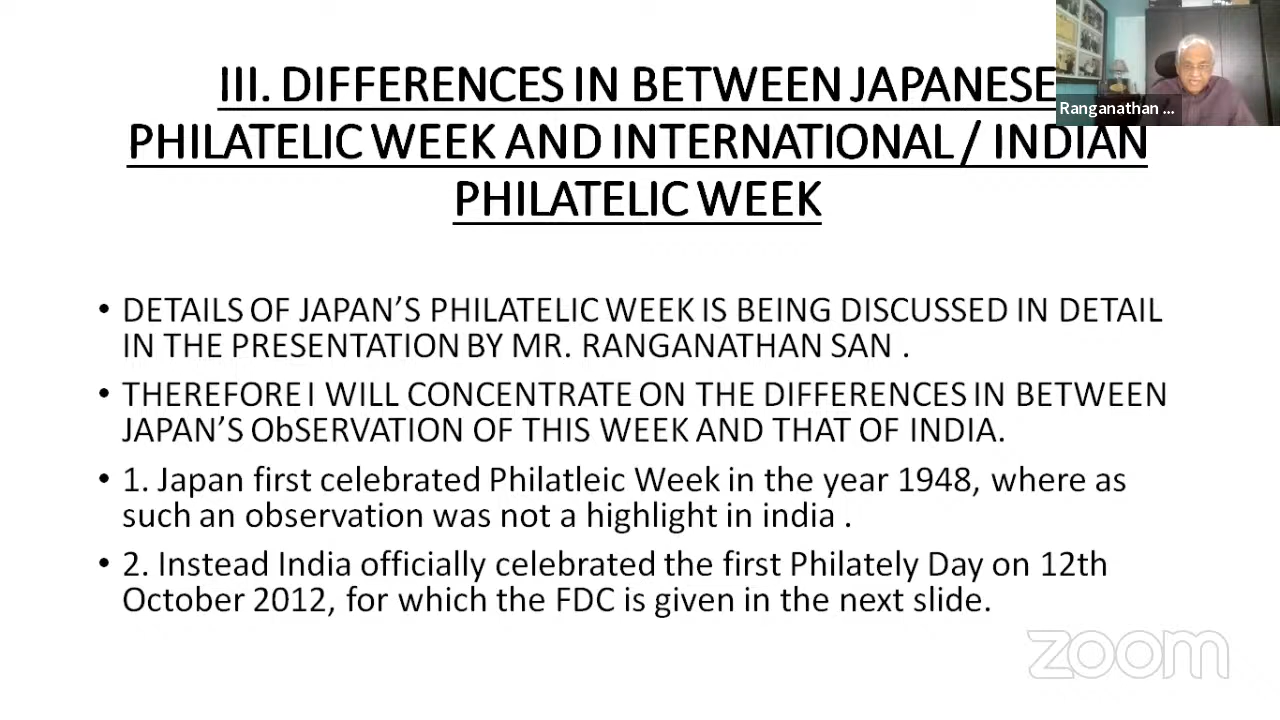 III. DIFFERENCES IN BETWEEN JAPANESE
PHILATELIC WEEK AND INTERNATIONAL / INDIAN
PHILATELIC WEEK
Ranganathan ...
• DETAILS OF JAPAN’S PHILATELIC WEEK IS BEING DISCUSSED IN DETAIL
IN THE PRESENTATION BY MR. RANGANATHAN SAN .
• THEREFORE I WILL CONCENTRATE ON THE DIFFERENCES IN BETWEEN
JAPAN’S ObSERVATION OF THIS WEEK AND THAT OF INDIA.
• 1. Japan first celebrated Philatleic Week in the year 1948, where as
such an observation was not a highlight in india .
• 2. Instead India officially celebrated the first Philately Day on 12th
October 2012, for which the FDC is given in the next slide.
zoom